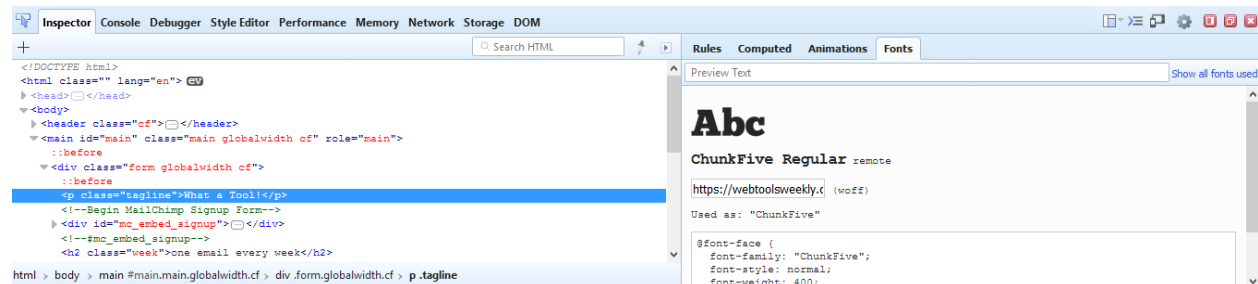 Inspector Console Debugger Style Editor Performance Memory Network Storage DOM
+ Search HTML
<!DOCTYPE html>
<html class="" lang="en"> ev
<head></head>
<body>
<header class="cf"></header>
<main id="main" class="main globalwidth cf" role="main">
::before
<div class="form globalwidth cf">
::before
<p class="tagline">What a Tool!</p>
<!--Begin MailChimp Signup Form-->
<div id="mc_embed_signup"></div>
<!--#mc_embed_signup-->
<h2 class="week">one email every week</h2>
html > body > main #main.main.globalwidth.cf > div .form.globalwidth.cf > p .tagline
Rules Computed Animations Fonts
Preview Text Show all fonts used
Abc
ChunkFive Regular remote
https://webtoolsweekly.c (woff)
Used as: "ChunkFive"
@font-face {
font-family: "ChunkFive";
font-style: normal;
font-weight: 400;